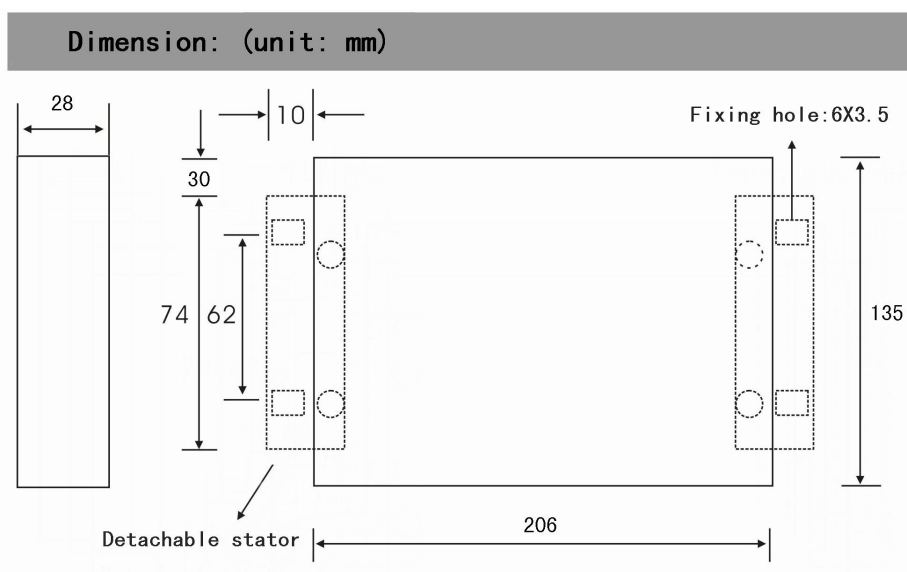 Dimension: (unit: mm)
28
10
Fixing hole:6X3.5
30
74
62
135
206
Detachable stator